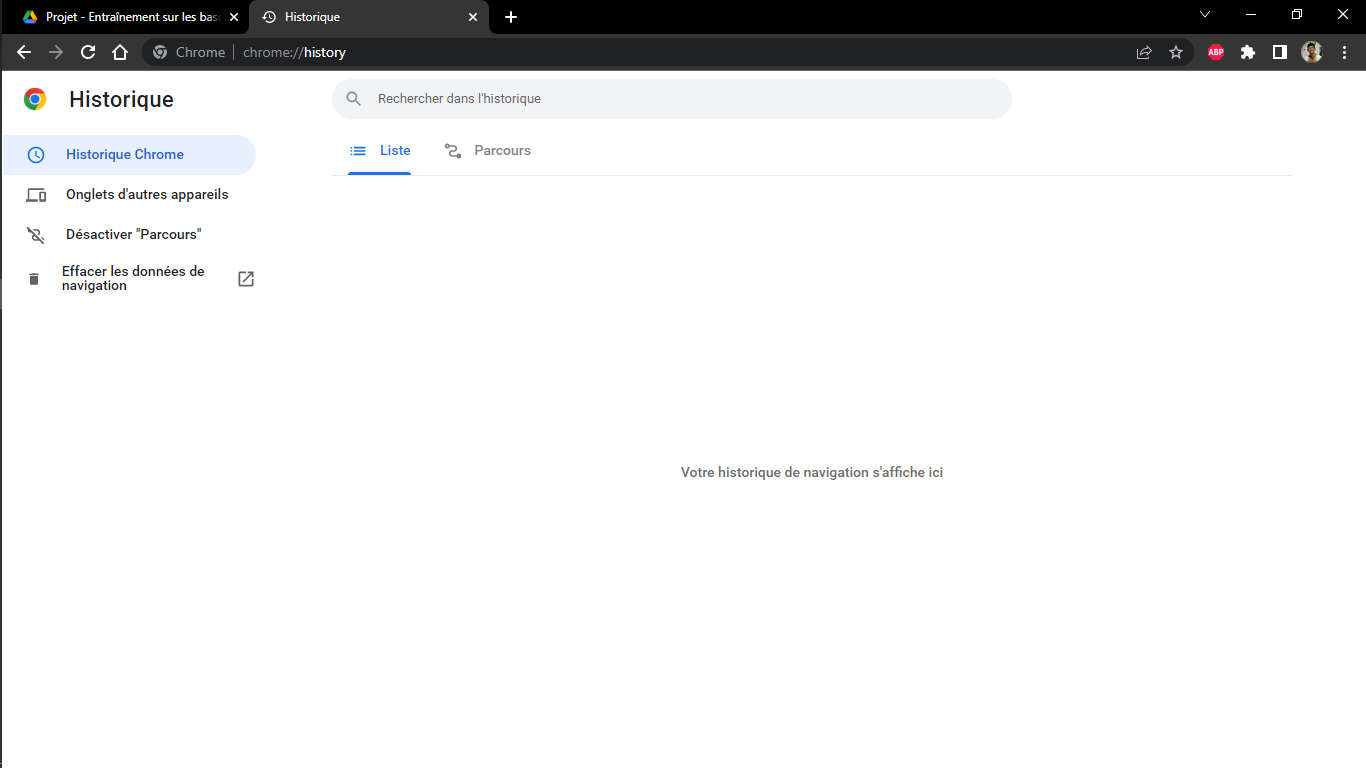 Projet - Entraînement sur les bas
Historique
Chrome
chrome://history
ABP
Historique
Rechercher dans l'historique
Historique Chrome
Liste
Parcours
Onglets d'autres appareils
Désactiver "Parcours"
Effacer les données de
navigation
Votre historique de navigation s'affiche ici